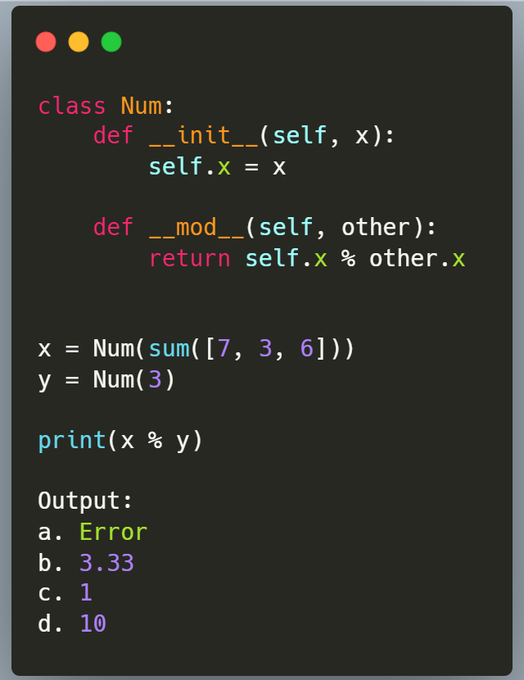 class Num:
    def __init__(self, x):
        self.x = x

    def __mod__(self, other):
        return self.x % other.x


x = Num(sum([7, 3, 6]))
y = Num(3)

print(x % y)

Output:
a. Error
b. 3.33
c. 1
d. 10